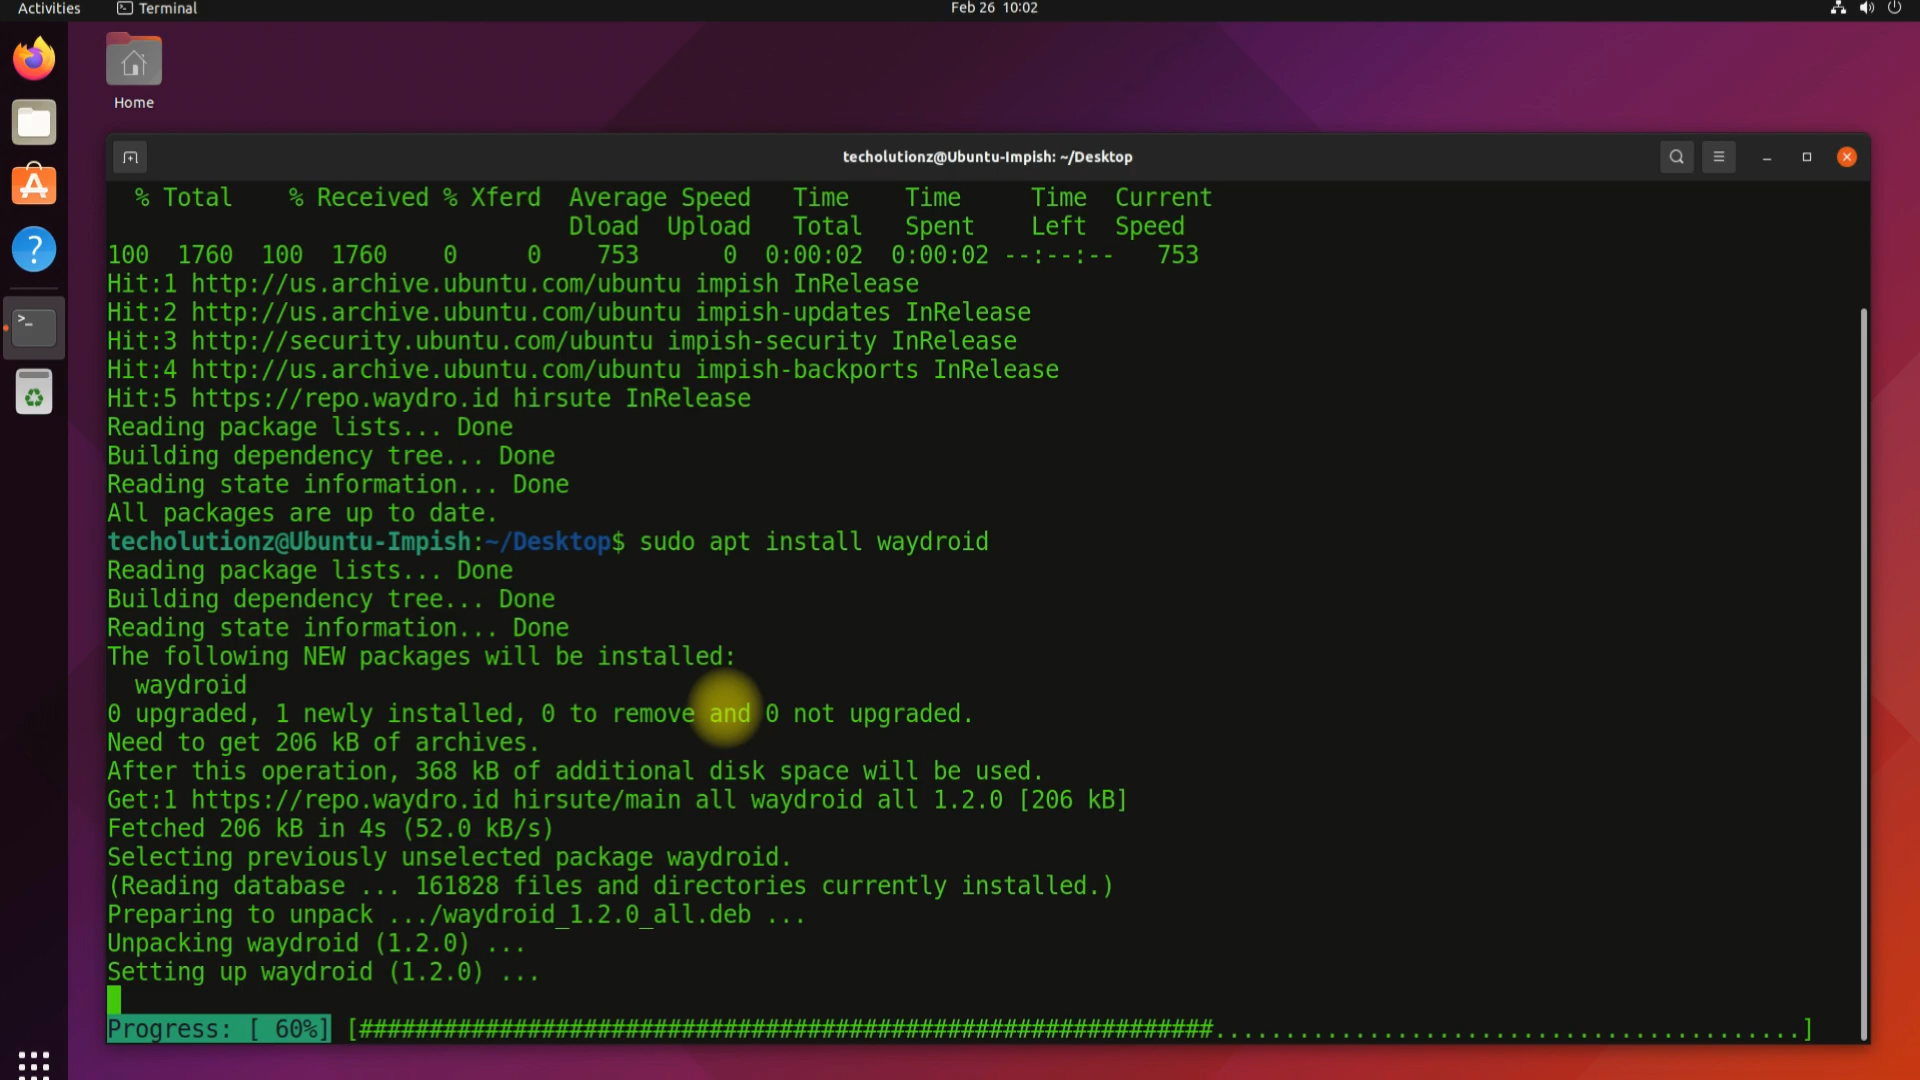 Activities
Terminal
Feb 26 10:02
Home
techolutionz@Ubuntu-Impish: ~/Desktop
% Total % Received % Xferd Average Speed Time Time Time Current
Dload Upload Total Spent Left Speed
100 1760 100 1760 0 0 753 0 0:00:02 0:00:02 --:--:-- 753
Hit:1 http://us.archive.ubuntu.com/ubuntu impish InRelease
Hit:2 http://us.archive.ubuntu.com/ubuntu impish-updates InRelease
Hit:3 http://security.ubuntu.com/ubuntu impish-security InRelease
Hit:4 http://us.archive.ubuntu.com/ubuntu impish-backports InRelease
Hit:5 https://repo.waydro.id hirsute InRelease
Reading package lists... Done
Building dependency tree... Done
Reading state information... Done
All packages are up to date.
techolutionz@Ubuntu-Impish:~/Desktop$ sudo apt install waydroid
Reading package lists... Done
Building dependency tree... Done
Reading state information... Done
The following NEW packages will be installed:
waydroid
0 upgraded, 1 newly installed, 0 to remove and 0 not upgraded.
Need to get 206 kB of archives.
After this operation, 368 kB of additional disk space will be used.
Get:1 https://repo.waydro.id hirsute/main all waydroid all 1.2.0 [206 kB]
Fetched 206 kB in 4s (52.0 kB/s)
Selecting previously unselected package waydroid.
(Reading database ... 161828 files and directories currently installed.)
Preparing to unpack .../waydroid_1.2.0_all.deb ...
Unpacking waydroid (1.2.0) ...
Setting up waydroid (1.2.0) ...
Progress: [ 60%] [#############################################################..........................................]